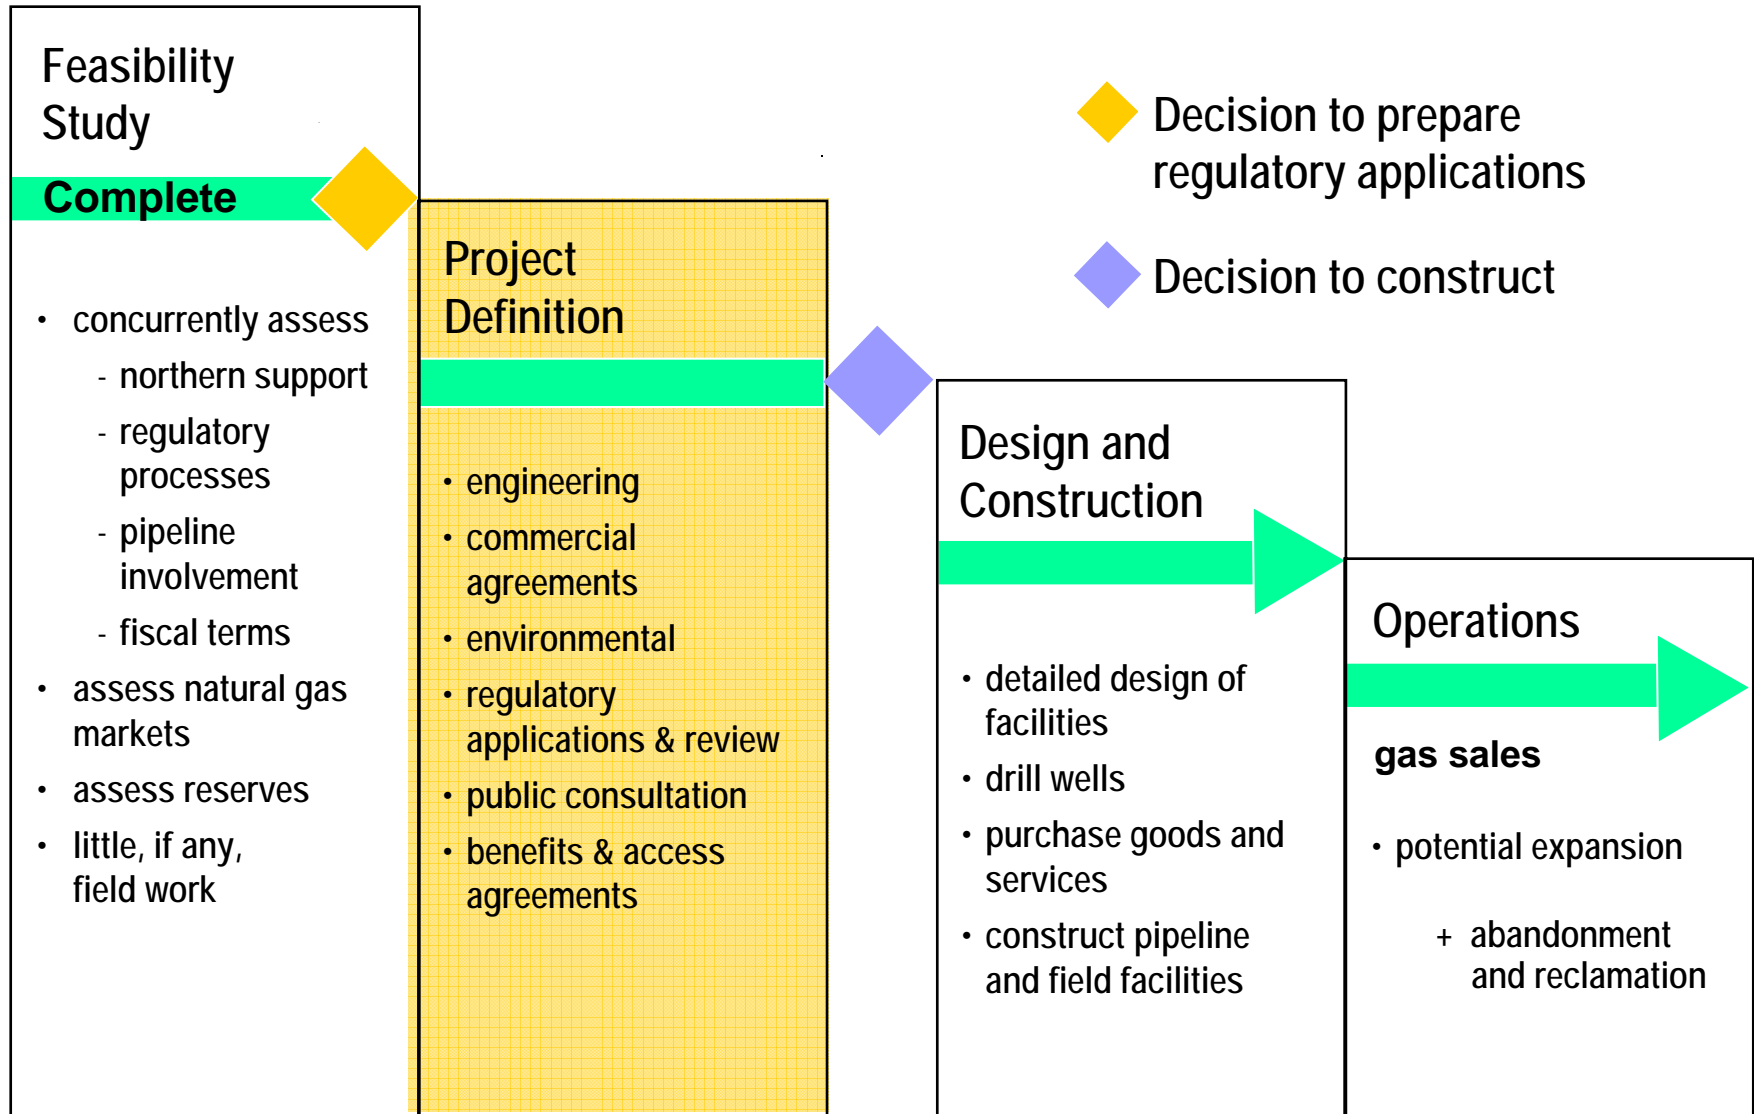 Feasibility
Study
Complete
• concurrently assess
- northern support
- regulatory
processes
- pipeline
involvement
- fiscal terms
• assess natural gas
markets
• assess reserves
• little, if any,
field work
Project
Definition
• engineering
• commercial
agreements
• environmental
• regulatory
applications & review
• public consultation
• benefits & access
agreements
Decision to prepare
regulatory applications
Decision to construct
Design and
Construction
• detailed design of
facilities
• drill wells
• purchase goods and
services
• construct pipeline
and field facilities
Operations
gas sales
• potential expansion
+ abandonment
and reclamation